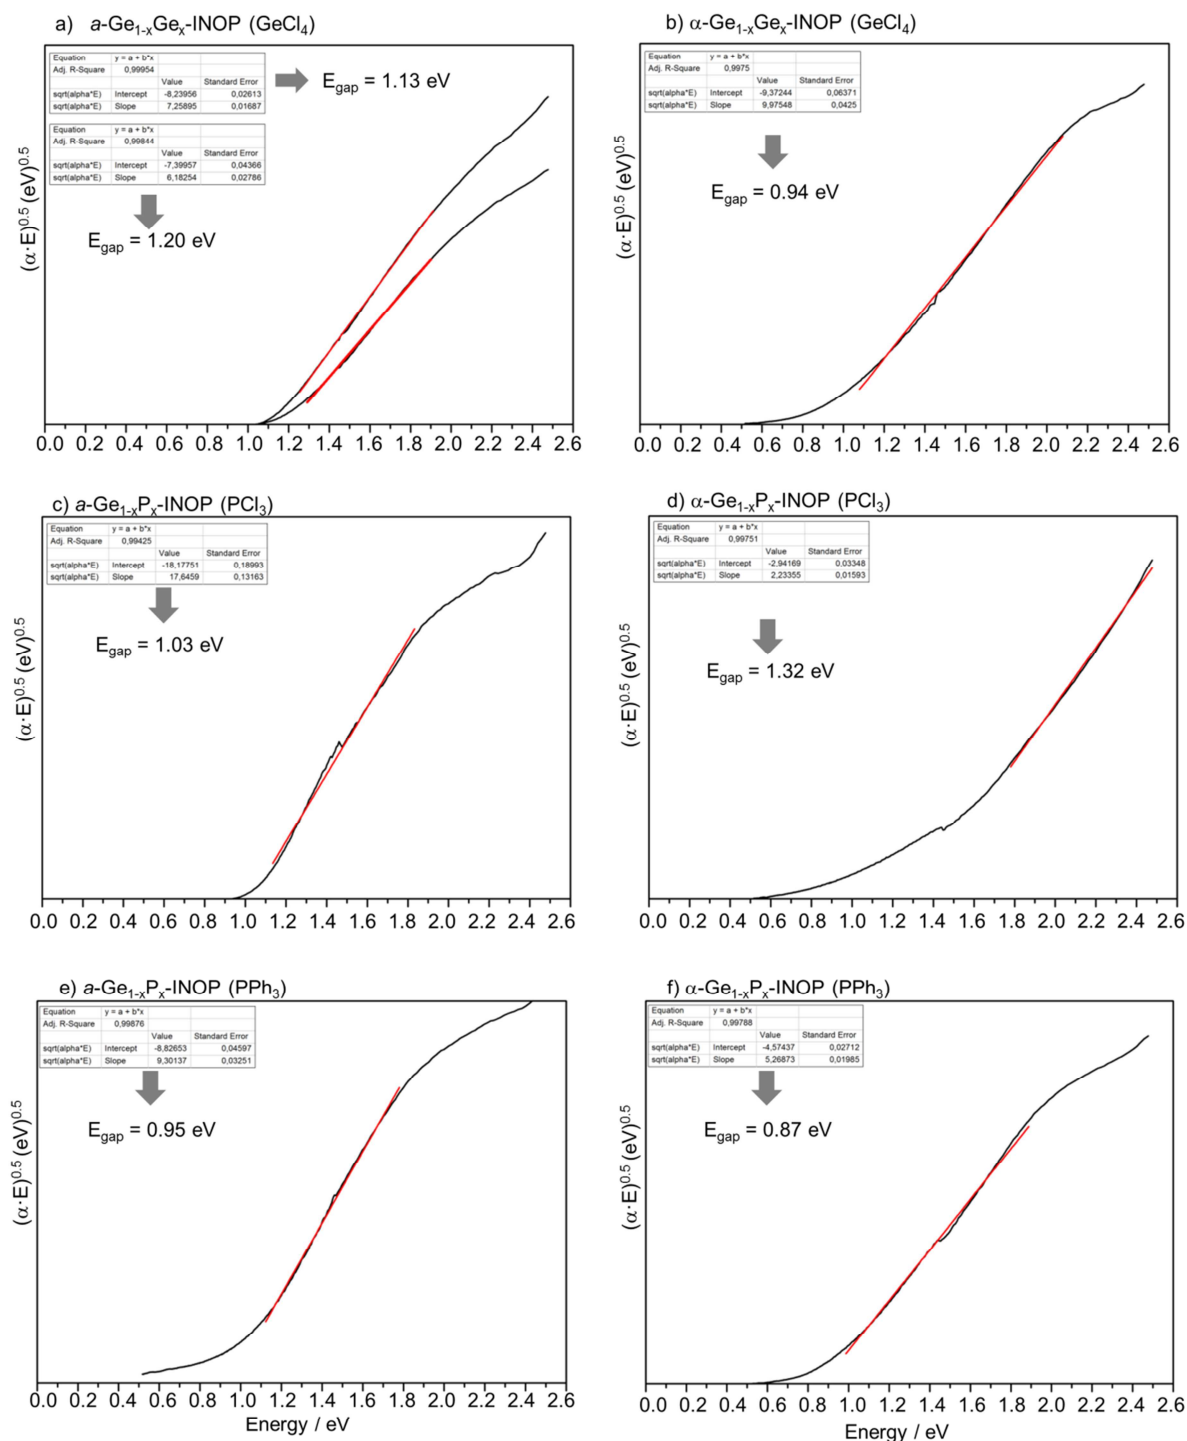 a) a-Ge1-xGex-INOP (GeCl4)
Equation y = a + b*x
Adj. R-Square 0,99954
Value Standard Error
sqrt(alpha*E) Intercept -8,23956 0,02613
sqrt(alpha*E) Slope 7,25895 0,01687
Egap = 1.13 eV
Equation y = a + b*x
Adj. R-Square 0,99844
Value Standard Error
sqrt(alpha*E) Intercept -7,39957 0,04366
sqrt(alpha*E) Slope 6,18254 0,02786
Egap = 1.20 eV
(α·E)0.5 (eV)0.5
0.0 0.2 0.4 0.6 0.8 1.0 1.2 1.4 1.6 1.8 2.0 2.2 2.4 2.6
b) α-Ge1-xGex-INOP (GeCl4)
Equation y = a + b*x
Adj. R-Square 0,9975
Value Standard Error
sqrt(alpha*E) Intercept -9,37244 0,06371
sqrt(alpha*E) Slope 9,97548 0,0425
Egap = 0.94 eV
(α·E)0.5 (eV)0.5
0.0 0.2 0.4 0.6 0.8 1.0 1.2 1.4 1.6 1.8 2.0 2.2 2.4 2.6
c) a-Ge1-xPx-INOP (PCl3)
Equation y = a + b*x
Adj. R-Square 0,99425
Value Standard Error
sqrt(alpha*E) Intercept -18,17751 0,18993
sqrt(alpha*E) Slope 17,6459 0,13163
Egap = 1.03 eV
(α·E)0.5 (eV)0.5
0.0 0.2 0.4 0.6 0.8 1.0 1.2 1.4 1.6 1.8 2.0 2.2 2.4 2.6
d) α-Ge1-xPx-INOP (PCl3)
Equation y = a + b*x
Adj. R-Square 0,99751
Value Standard Error
sqrt(alpha*E) Intercept -2,94169 0,03348
sqrt(alpha*E) Slope 2,23355 0,01593
Egap = 1.32 eV
(α·E)0.5 (eV)0.5
0.0 0.2 0.4 0.6 0.8 1.0 1.2 1.4 1.6 1.8 2.0 2.2 2.4 2.6
e) a-Ge1-xPx-INOP (PPh3)
Equation y = a + b*x
Adj. R-Square 0,99876
Value Standard Error
sqrt(alpha*E) Intercept -8,82653 0,04597
sqrt(alpha*E) Slope 9,30137 0,03251
Egap = 0.95 eV
(α·E)0.5 (eV)0.5
0.0 0.2 0.4 0.6 0.8 1.0 1.2 1.4 1.6 1.8 2.0 2.2 2.4 2.6
Energy / eV
f) α-Ge1-xPx-INOP (PPh3)
Equation y = a + b*x
Adj. R-Square 0,99788
Value Standard Error
sqrt(alpha*E) Intercept -4,57437 0,02712
sqrt(alpha*E) Slope 5,26873 0,01985
Egap = 0.87 eV
(α·E)0.5 (eV)0.5
0.0 0.2 0.4 0.6 0.8 1.0 1.2 1.4 1.6 1.8 2.0 2.2 2.4 2.6
Energy / eV